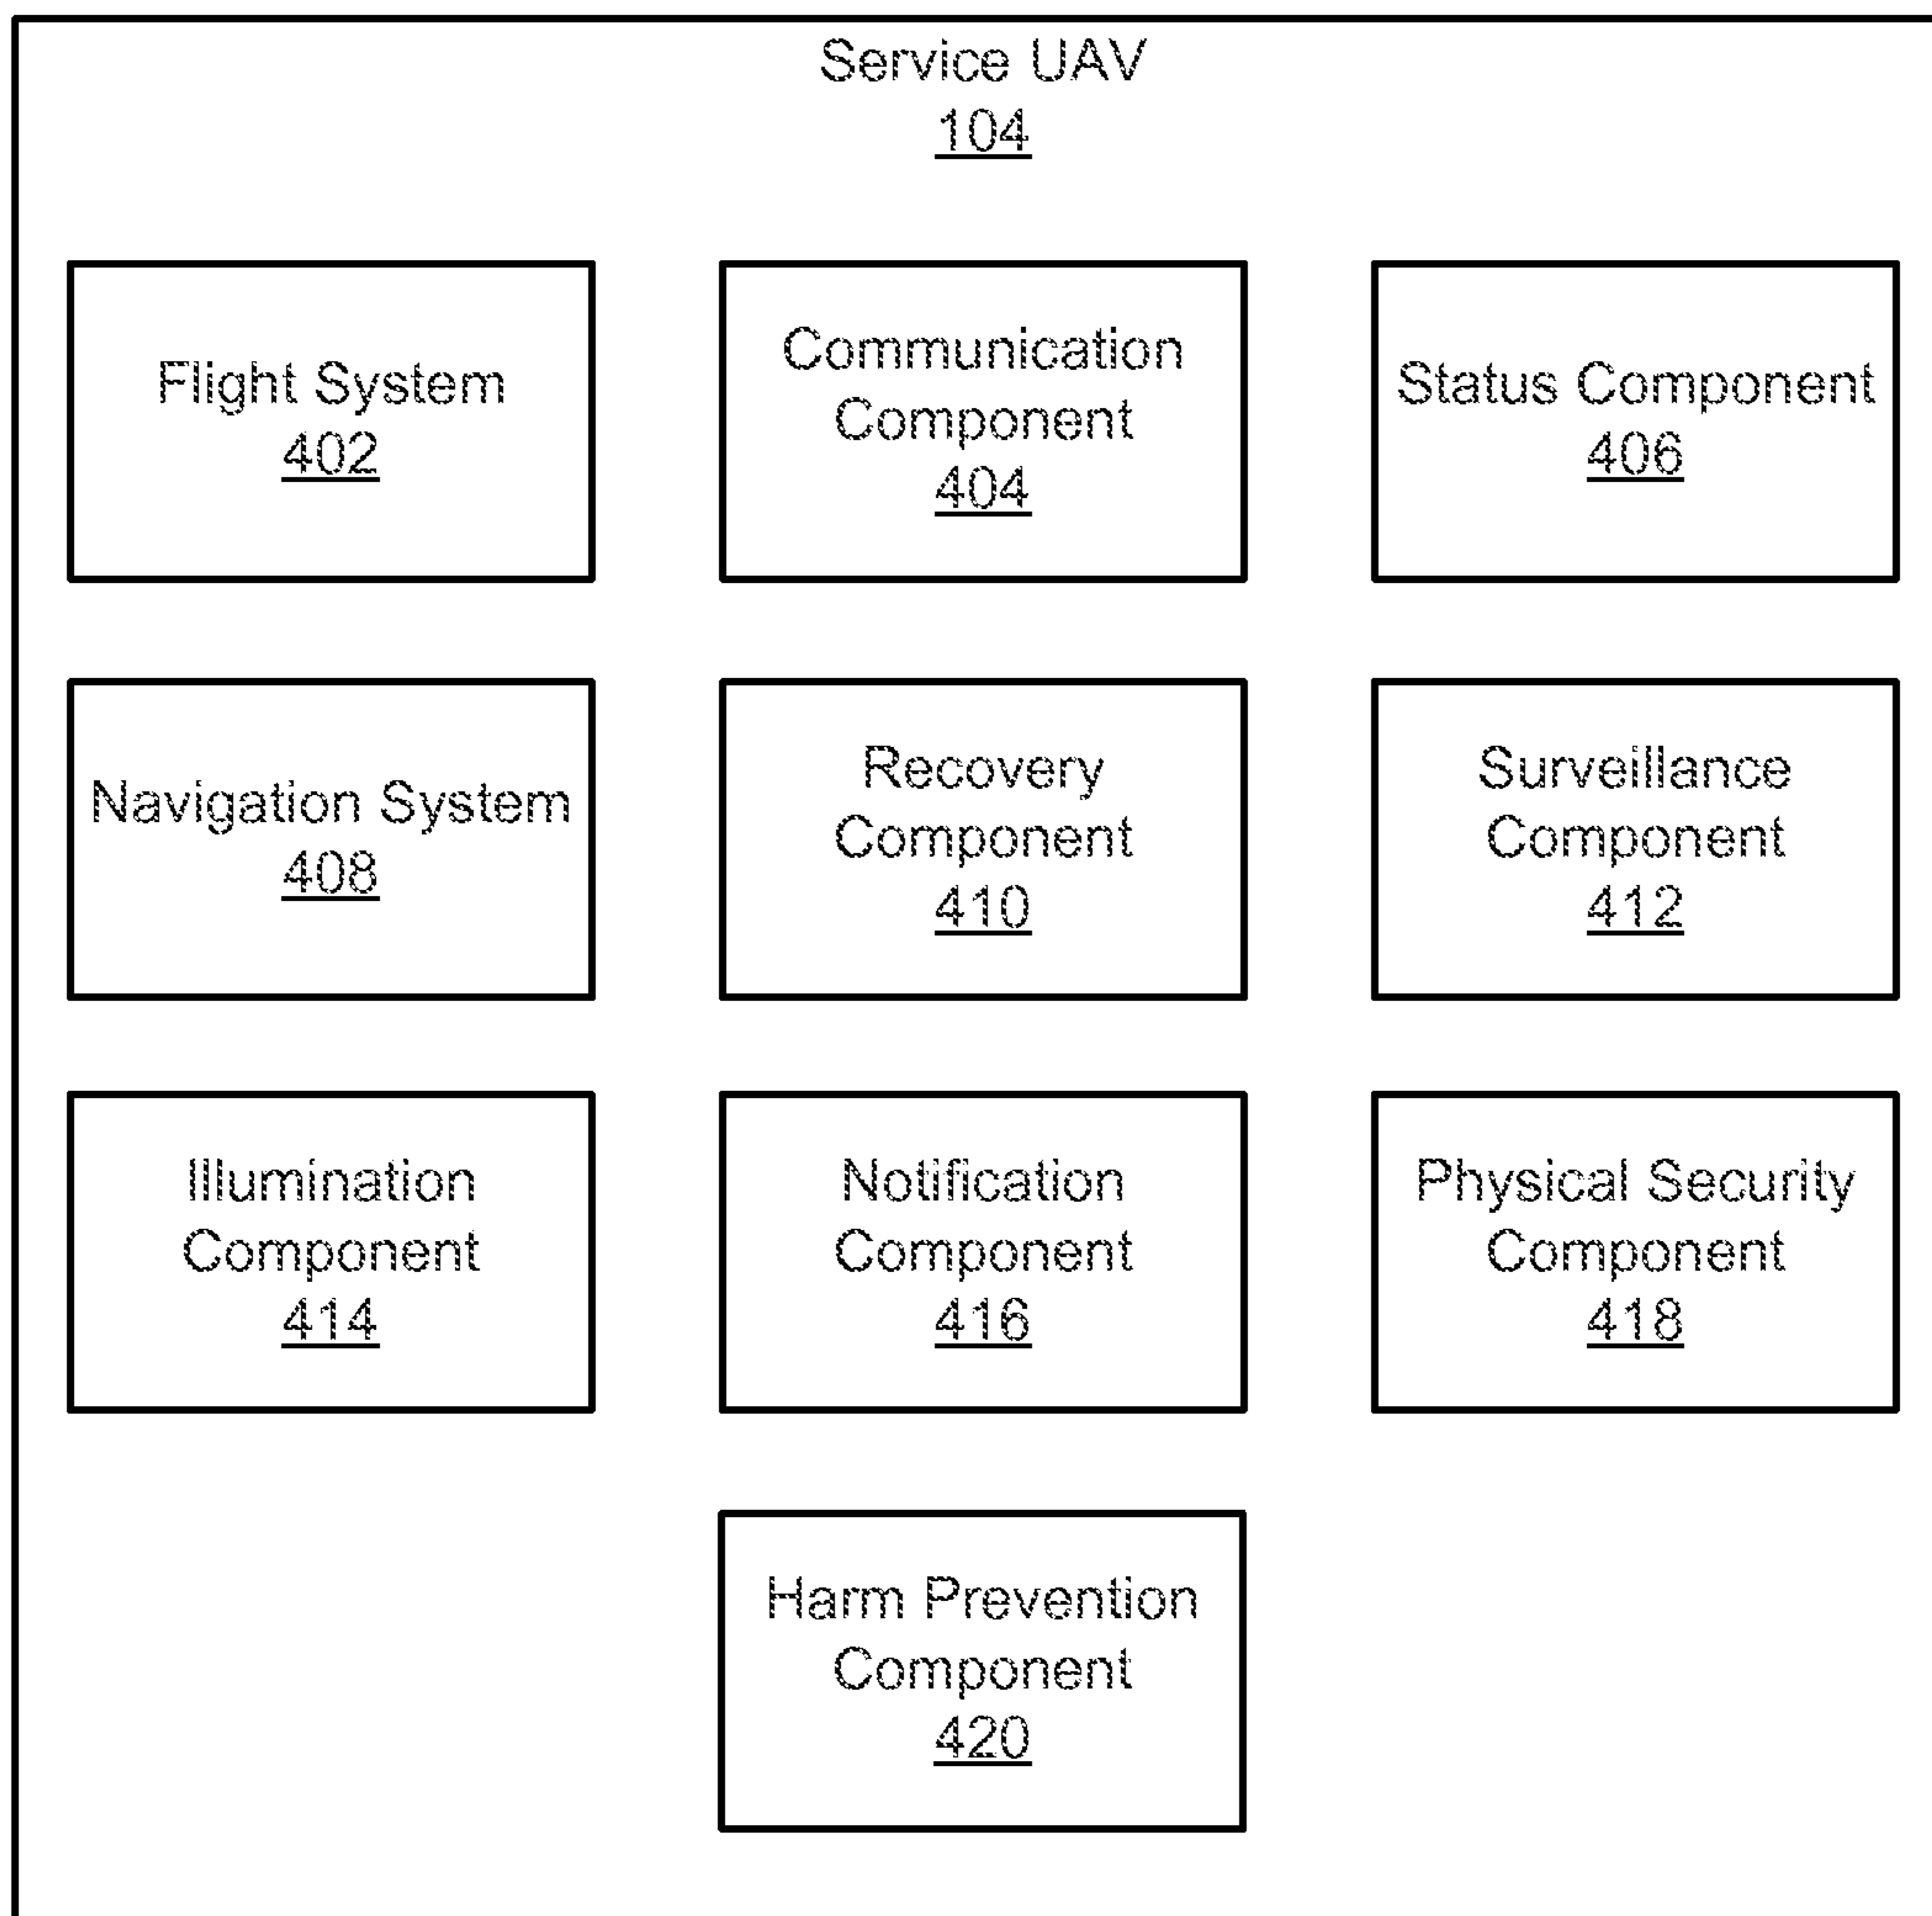 Service UAV
104
Flight System
402
Communication
Component
404
Status Component
406
Navigation System
408
Recovery
Component
410
Surveillance
Component
412
Illumination
Component
414
Notification
Component
416
Physical Security
Component
418
Harm Prevention
Component
420